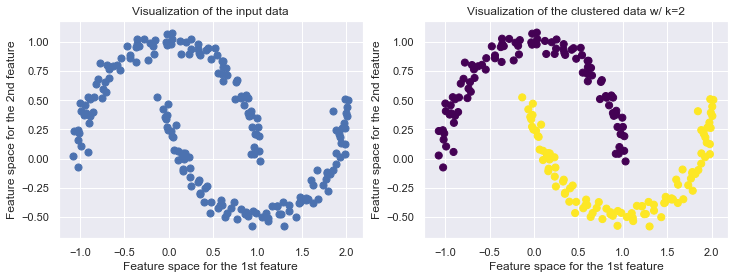 Visualization of the input data
Feature space for the 2nd feature
1.00
0.75
0.50
0.25
0.00
−0.25
−0.50
−1.0 −0.5 0.0 0.5 1.0 1.5 2.0
Feature space for the 1st feature
Visualization of the clustered data w/ k=2
Feature space for the 2nd feature
1.00
0.75
0.50
0.25
0.00
−0.25
−0.50
−1.0 −0.5 0.0 0.5 1.0 1.5 2.0
Feature space for the 1st feature